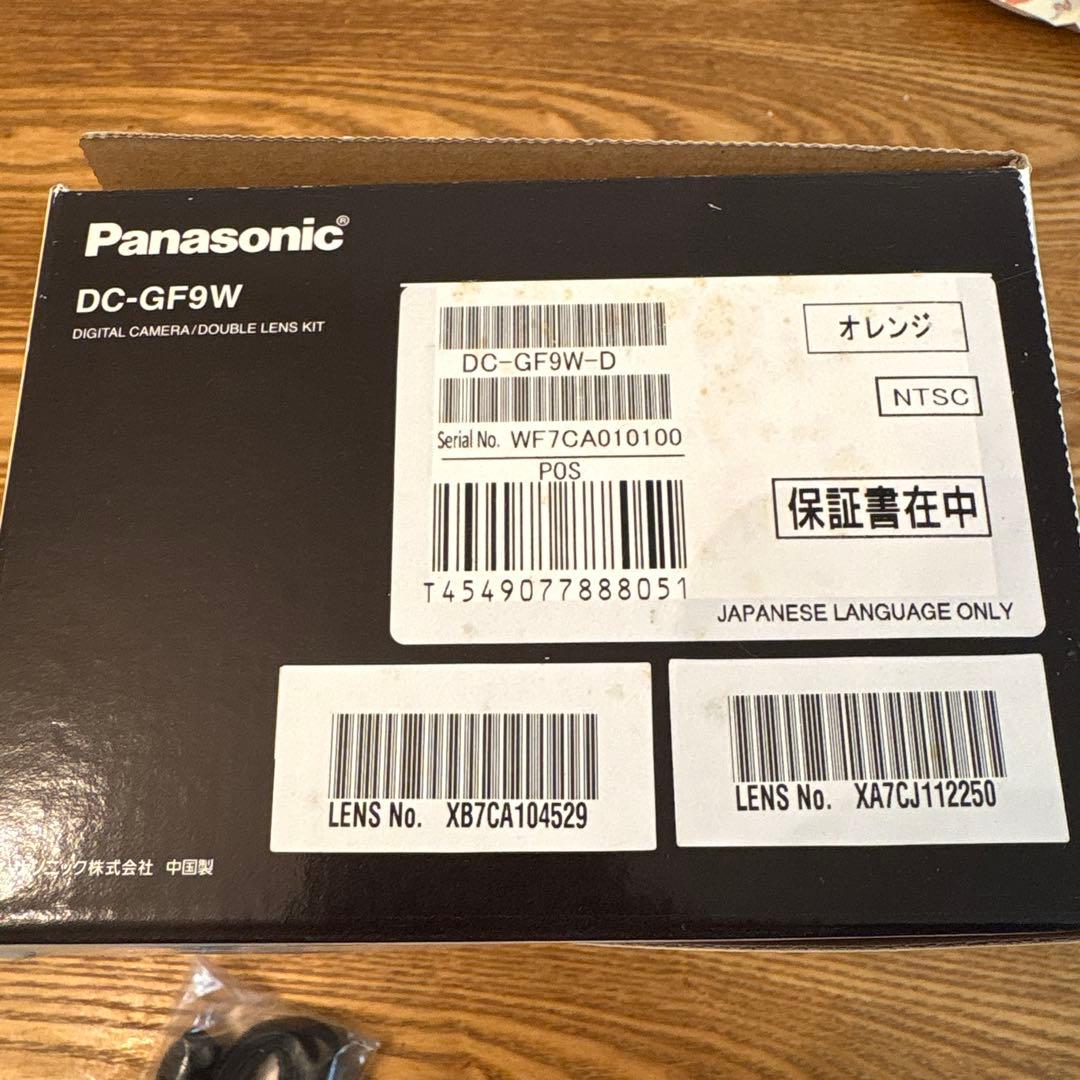 Panasonic®
DC-GF9W
DIGITAL CAMERA/DOUBLE LENS KIT
DC-GF9W-D
Serial No. WF7CA010100
POS
T4549077888051
オレンジ
NTSC
保証書在中
JAPANESE LANGUAGE ONLY
LENS No. XB7CA104529
LENS No. XA7CJ112250
ソニック株式会社 中国製